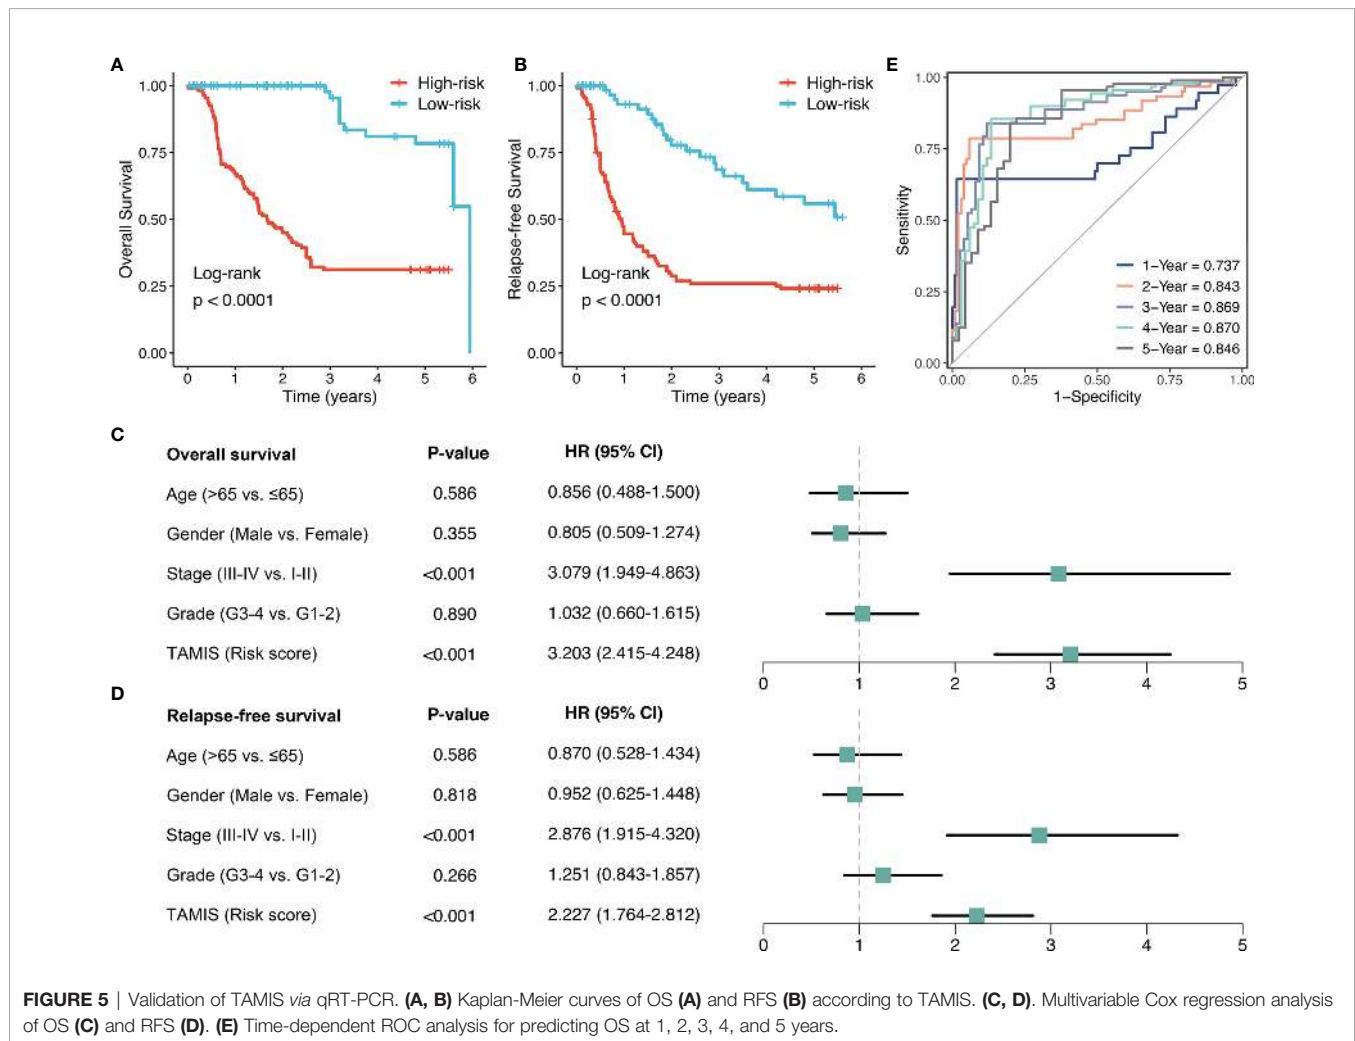 A
1.00
0.75
0.50
0.25
0.00
Overall Survival
High-risk
Low-risk
Log-rank
p < 0.0001
0 1 2 3 4 5 6
Time (years)
B
1.00
0.75
0.50
0.25
0.00
Relapse-free Survival
High-risk
Low-risk
Log-rank
p < 0.0001
0 1 2 3 4 5 6
Time (years)
E
1.00
0.75
0.50
0.25
0.00
Sensitivity
1−Year = 0.737
2−Year = 0.843
3−Year = 0.869
4−Year = 0.870
5−Year = 0.846
0.00 0.25 0.50 0.75 1.00
1−Specificity
C
Overall survival P-value HR (95% CI)
Age (>65 vs. ≤65) 0.586 0.856 (0.488-1.500)
Gender (Male vs. Female) 0.355 0.805 (0.509-1.274)
Stage (III-IV vs. I-II) <0.001 3.079 (1.949-4.863)
Grade (G3-4 vs. G1-2) 0.890 1.032 (0.660-1.615)
TAMIS (Risk score) <0.001 3.203 (2.415-4.248)
0 1 2 3 4 5
D
Relapse-free survival P-value HR (95% CI)
Age (>65 vs. ≤65) 0.586 0.870 (0.528-1.434)
Gender (Male vs. Female) 0.818 0.952 (0.625-1.448)
Stage (III-IV vs. I-II) <0.001 2.876 (1.915-4.320)
Grade (G3-4 vs. G1-2) 0.266 1.251 (0.843-1.857)
TAMIS (Risk score) <0.001 2.227 (1.764-2.812)
0 1 2 3 4 5
FIGURE 5 | Validation of TAMIS via qRT-PCR. (A, B) Kaplan-Meier curves of OS (A) and RFS (B) according to TAMIS. (C, D). Multivariable Cox regression analysis
of OS (C) and RFS (D). (E) Time-dependent ROC analysis for predicting OS at 1, 2, 3, 4, and 5 years.